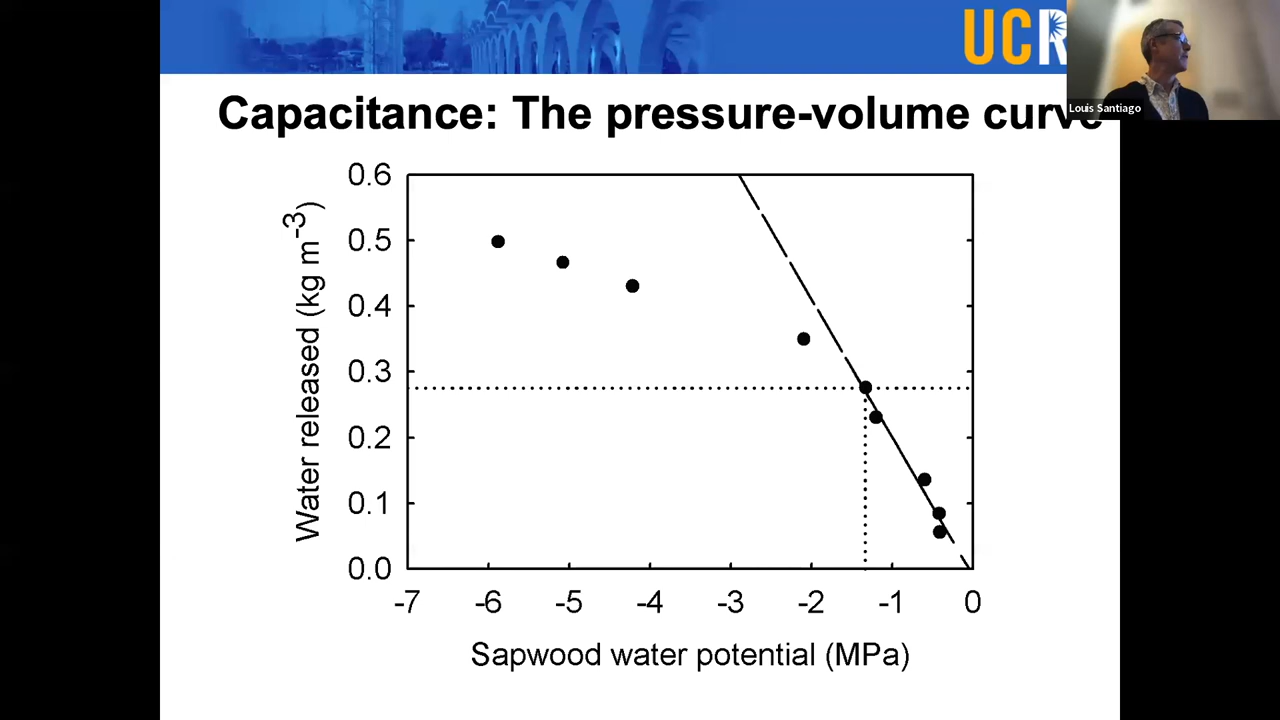 UCR
Louis Santiago
Capacitance: The pressure-volume curve
0.6
0.5
0.4
0.3
0.2
0.1
0.0
Water released (kg m-3)
-7 -6 -5 -4 -3 -2 -1 0
Sapwood water potential (MPa)